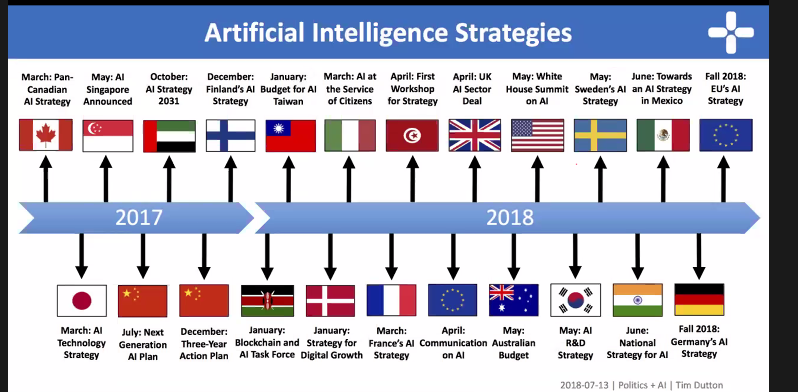 Artificial Intelligence Strategies
March: Pan-
Canadian
AI Strategy
May: AI
Singapore
Announced
October:
AI Strategy
2031
December:
Finland's AI
Strategy
January:
Budget for AI
Taiwan
March: AI at
the Service
of Citizens
April: First
Workshop
for Strategy
April: UK
AI Sector
Deal
May: White
House Summit
on AI
May:
Sweden's AI
Strategy
June: Towards
an AI Strategy
in Mexico
Fall 2018:
EU's AI
Strategy
2017
2018
March: AI
Technology
Strategy
July: Next
Generation
AI Plan
December:
Three-Year
Action Plan
January:
Blockchain and
AI Task Force
January:
Strategy for
Digital Growth
March:
France's AI
Strategy
April:
Communication
on AI
May:
Australian
Budget
May: AI
R&D
Strategy
June:
National
Strategy for AI
Fall 2018:
Germany's AI
Strategy
2018-07-13 | Politics + AI | Tim Dutton